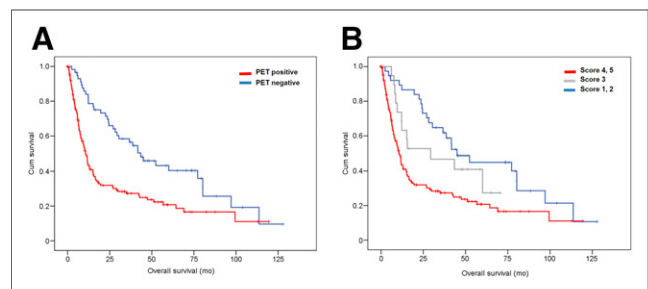 A
PET positive
PET negative
1.0
0.8
0.6
0.4
0.2
0
Cum survival
0
25
50
75
100
125
Overall survival (mo)
B
Score 4, 5
Score 3
Score 1, 2
1.0
0.8
0.6
0.4
0.2
0.0
Cum survival
0
25
50
75
100
125
Overall survival (mo)